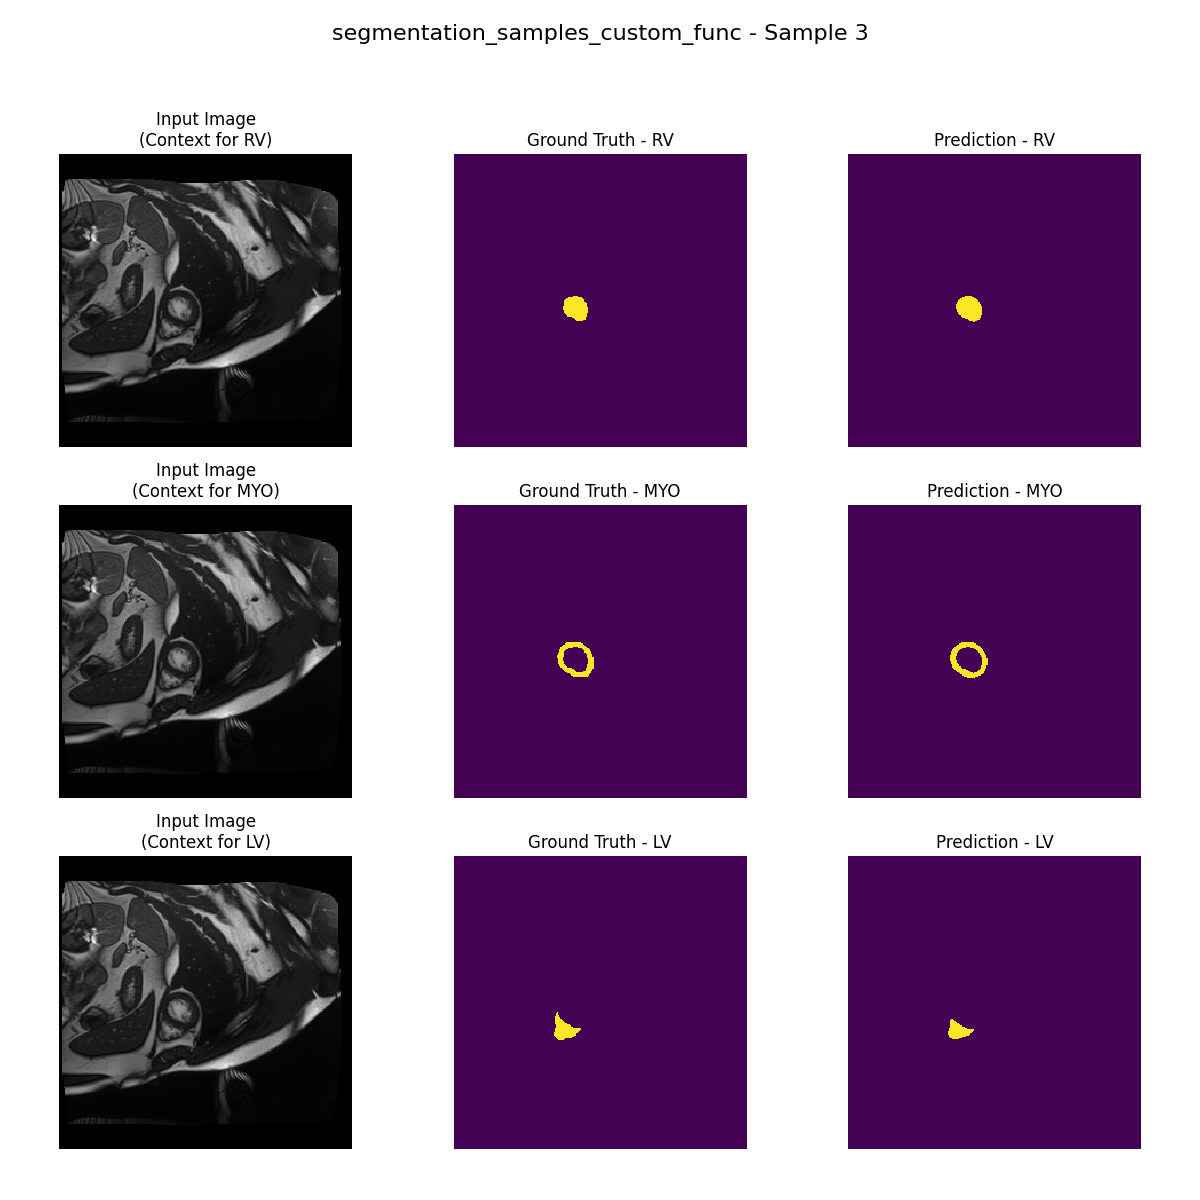 segmentation_samples_custom_func - Sample 3
Input Image
(Context for RV)
Ground Truth - RV
Prediction - RV
Input Image
(Context for MYO)
Ground Truth - MYO
Prediction - MYO
Input Image
(Context for LV)
Ground Truth - LV
Prediction - LV